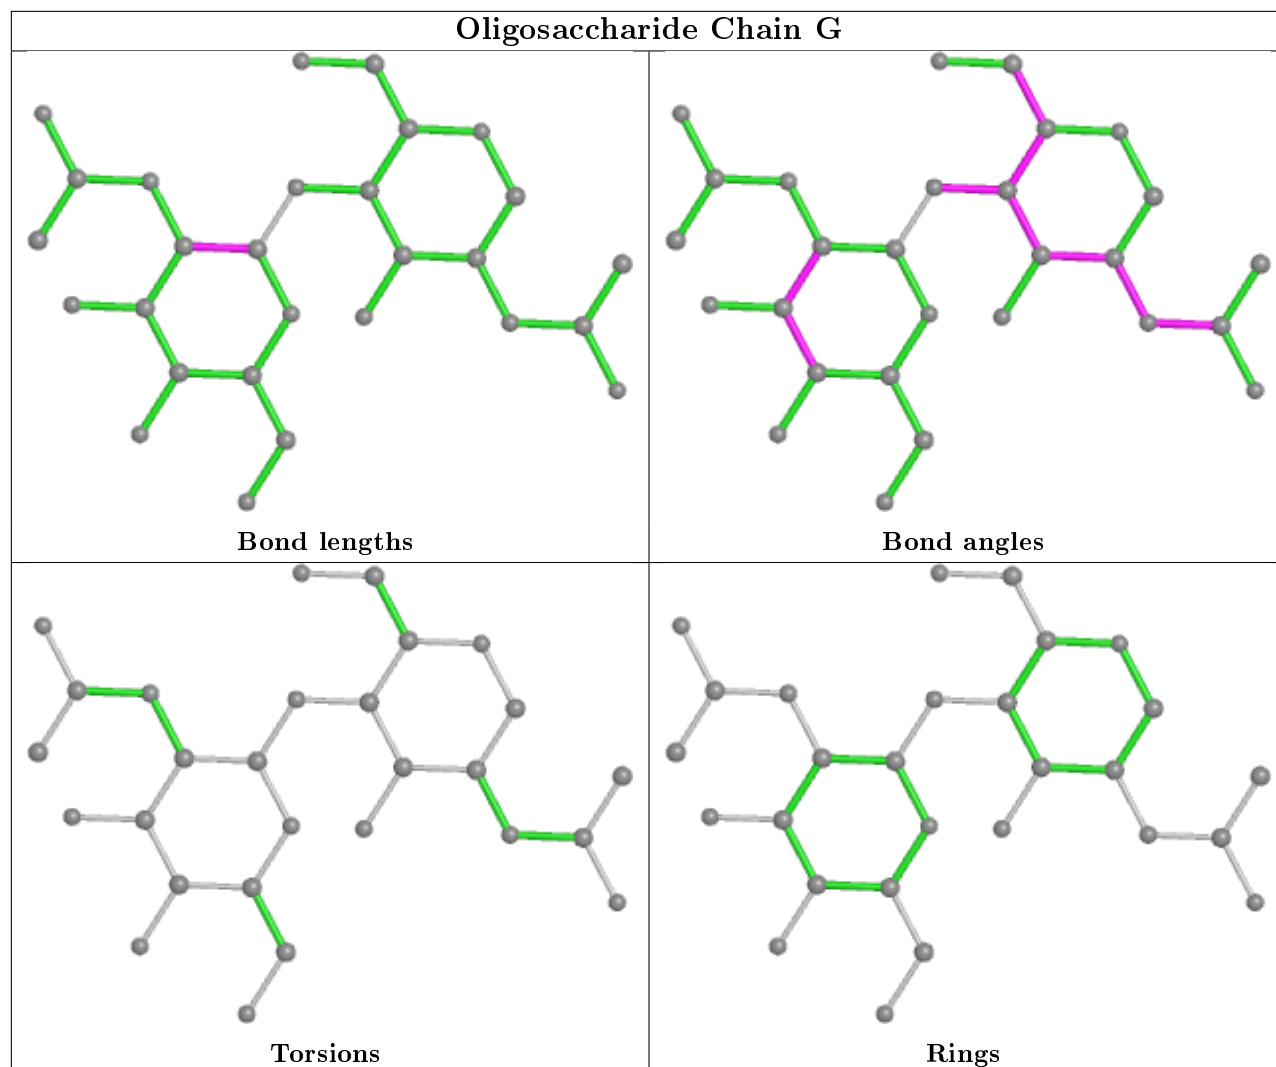 Oligosaccharide Chain G
Bond lengths
Bond angles
Torsions
Rings